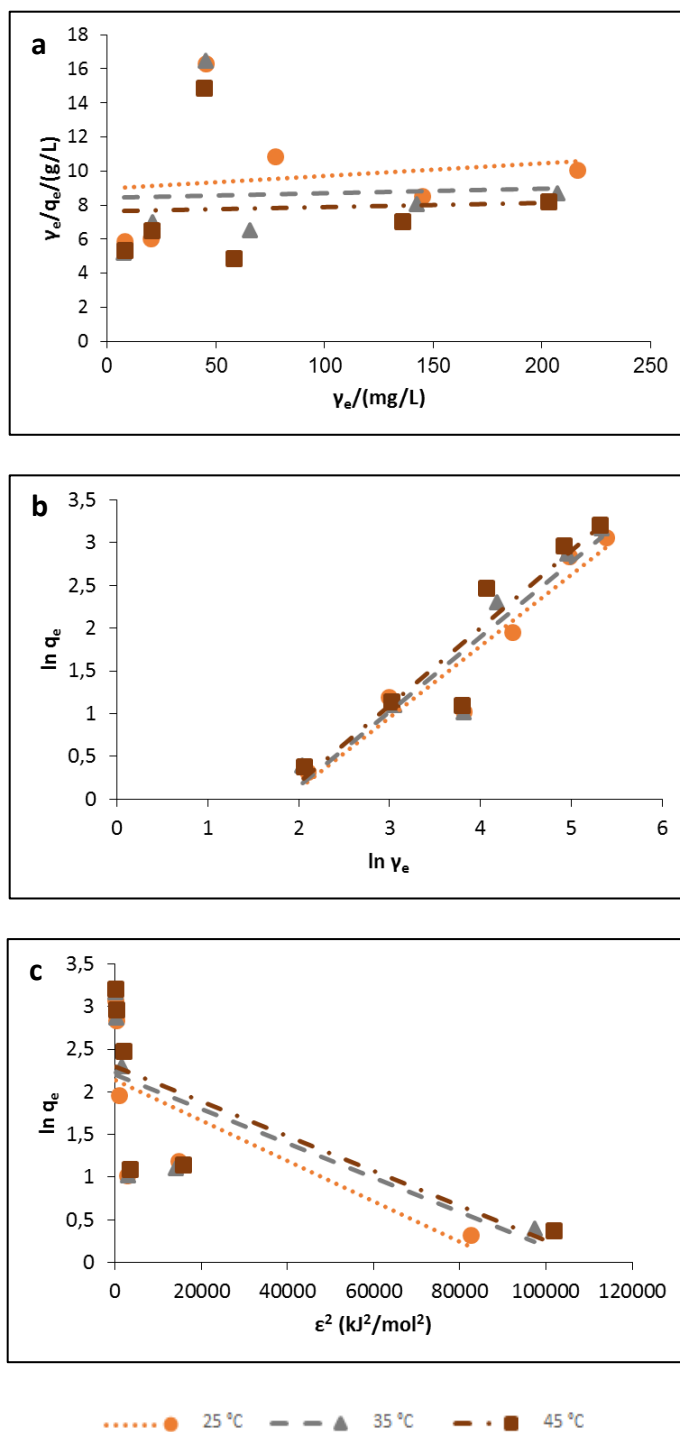 a
18
16
14
12
10
8
6
4
2
0
γe/qe/(g/L)
0 50 100 150 200 250
γe/(mg/L)
b
3,5
3
2,5
2
1,5
1
0,5
0
ln qe
0 1 2 3 4 5 6
ln γe
c
3,5
3
2,5
2
1,5
1
0,5
0
ln qe
0 20000 40000 60000 80000 100000 120000
ε² (kJ²/mol²)
25 ⁰C 35 ⁰C 45 ⁰C